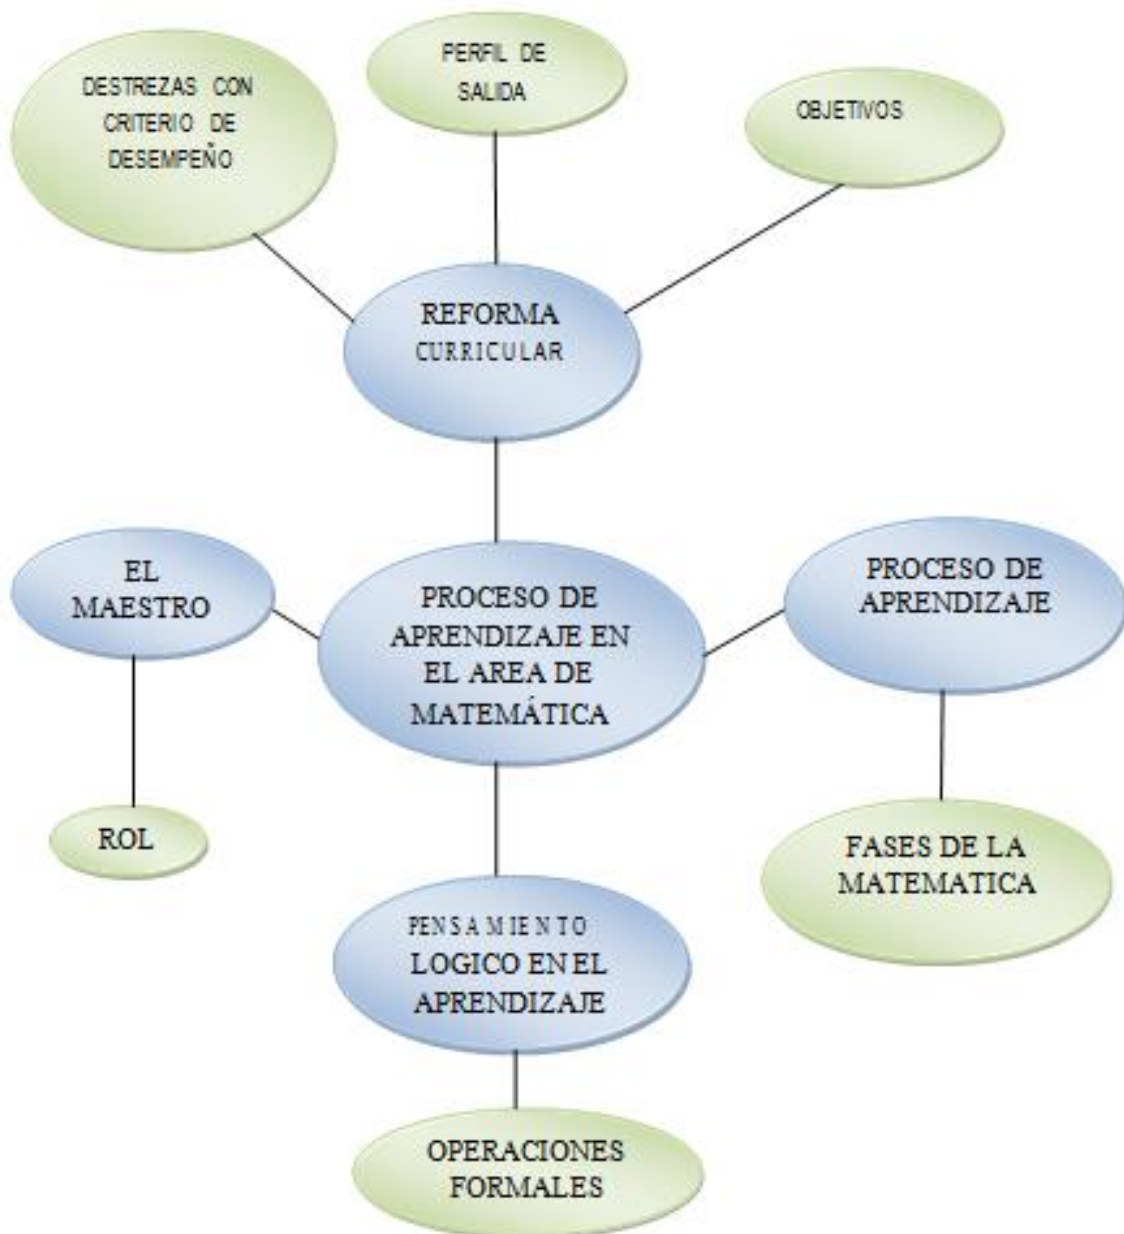 DESTREZAS CON
CRITERIO DE
DESEMPEÑO
PERFIL DE
SALIDA
OBJETIVOS
REFORMA
CURRICULAR
EL
MAESTRO
PROCESO DE
APRENDIZAJE EN
EL AREA DE
MATEMÁTICA
PROCESO DE
APRENDIZAJE
ROL
FASES DE LA
MATEMATICA
PENSAMIENTO
LOGICO EN EL
APRENDIZAJE
OPERACIONES
FORMALES